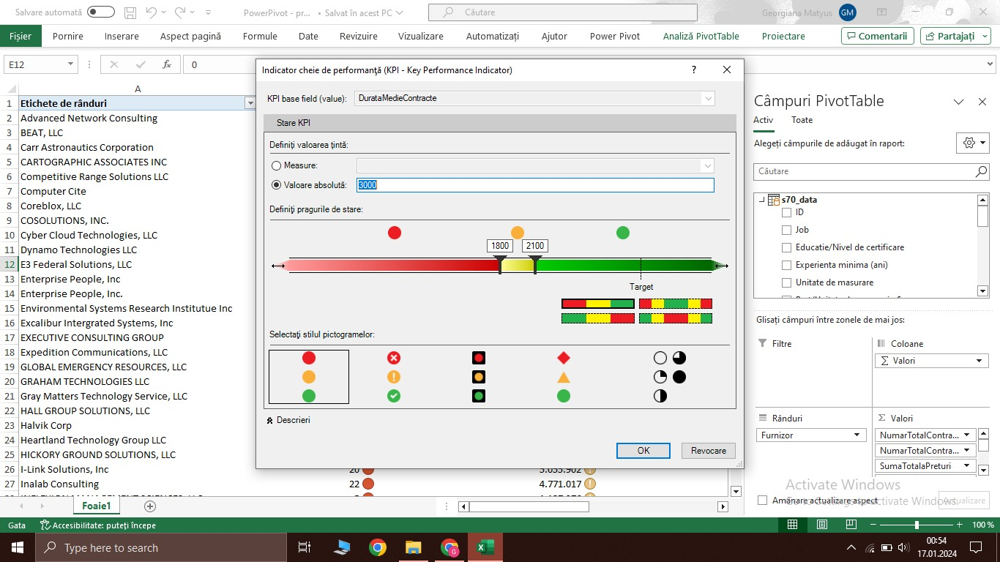 Salvare automată
PowerPivot - pr... • Salvat în acest PC
Căutare
Georgiana Matyus
GM
Fișier Pornire Inserare Aspect pagină Formule Date Revizuire Vizualizare Automatizați Ajutor Power Pivot Analiză PivotTable Proiectare
Comentarii
Partajați
E12
fx
0
Indicator cheie de performanţă (KPI - Key Performance Indicator)
?
KPI base field (value): DurataMedieContracte
Stare KPI
Definiţi valoarea ţintă:
Measure:
Valoare absolută: 3000
Definiţi pragurile de stare:
1800 2100
Target
Selectaţi stilul pictogramelor:
Descrieri
OK Revocare
A
1 Etichete de rânduri
2 Advanced Network Consulting
3 BEAT, LLC
4 Carr Astronautics Corporation
5 CARTOGRAPHIC ASSOCIATES INC
6 Competitive Range Solutions LLC
7 Computer Cite
8 Coreblox, LLC
9 COSOLUTIONS, INC.
10 Cyber Cloud Technologies, LLC
11 Dynamo Technologies LLC
12 E3 Federal Solutions, LLC
13 Enterprise People, Inc
14 Enterprise People, Inc.
15 Environmental Systems Research Institutue Inc
16 Excalibur Intergrated Systems, Inc
17 EXECUTIVE CONSULTING GROUP
18 Expedition Communications, LLC
19 GLOBAL EMERGENCY RESOURCES, LLC
20 GRAHAM TECHNOLOGIES LLC
21 Gray Matters Technology Service, LLC
22 HALL GROUP SOLUTIONS, LLC
23 Halvik Corp
24 Heartland Technology Group LLC
25 HICKORY GROUND SOLUTIONS, LLC
26 I-Link Solutions, Inc 20 5.055.902
27 Inalab Consulting 22 4.771.017
Foaie1
Câmpuri PivotTable
Activ Toate
Alegeți câmpurile de adăugat în raport:
Căutare
s70_data
ID
Job
Educatie/Nivel de certificare
Experienta minima (ani)
Unitate de masurare
Glisați câmpuri între zonele de mai jos:
Filtre
Coloane
Σ Valori
Rânduri
Furnizor
Σ Valori
NumarTotalContra...
NumarTotalContra...
SumaTotalaPreturi
Activate Windows
Go to Settings to activate Windows.
Amânare actualizare aspect
Actualizare
Gata
Accesibilitate: puteți începe
100 %
Type here to search
G
00:54
17.01.2024